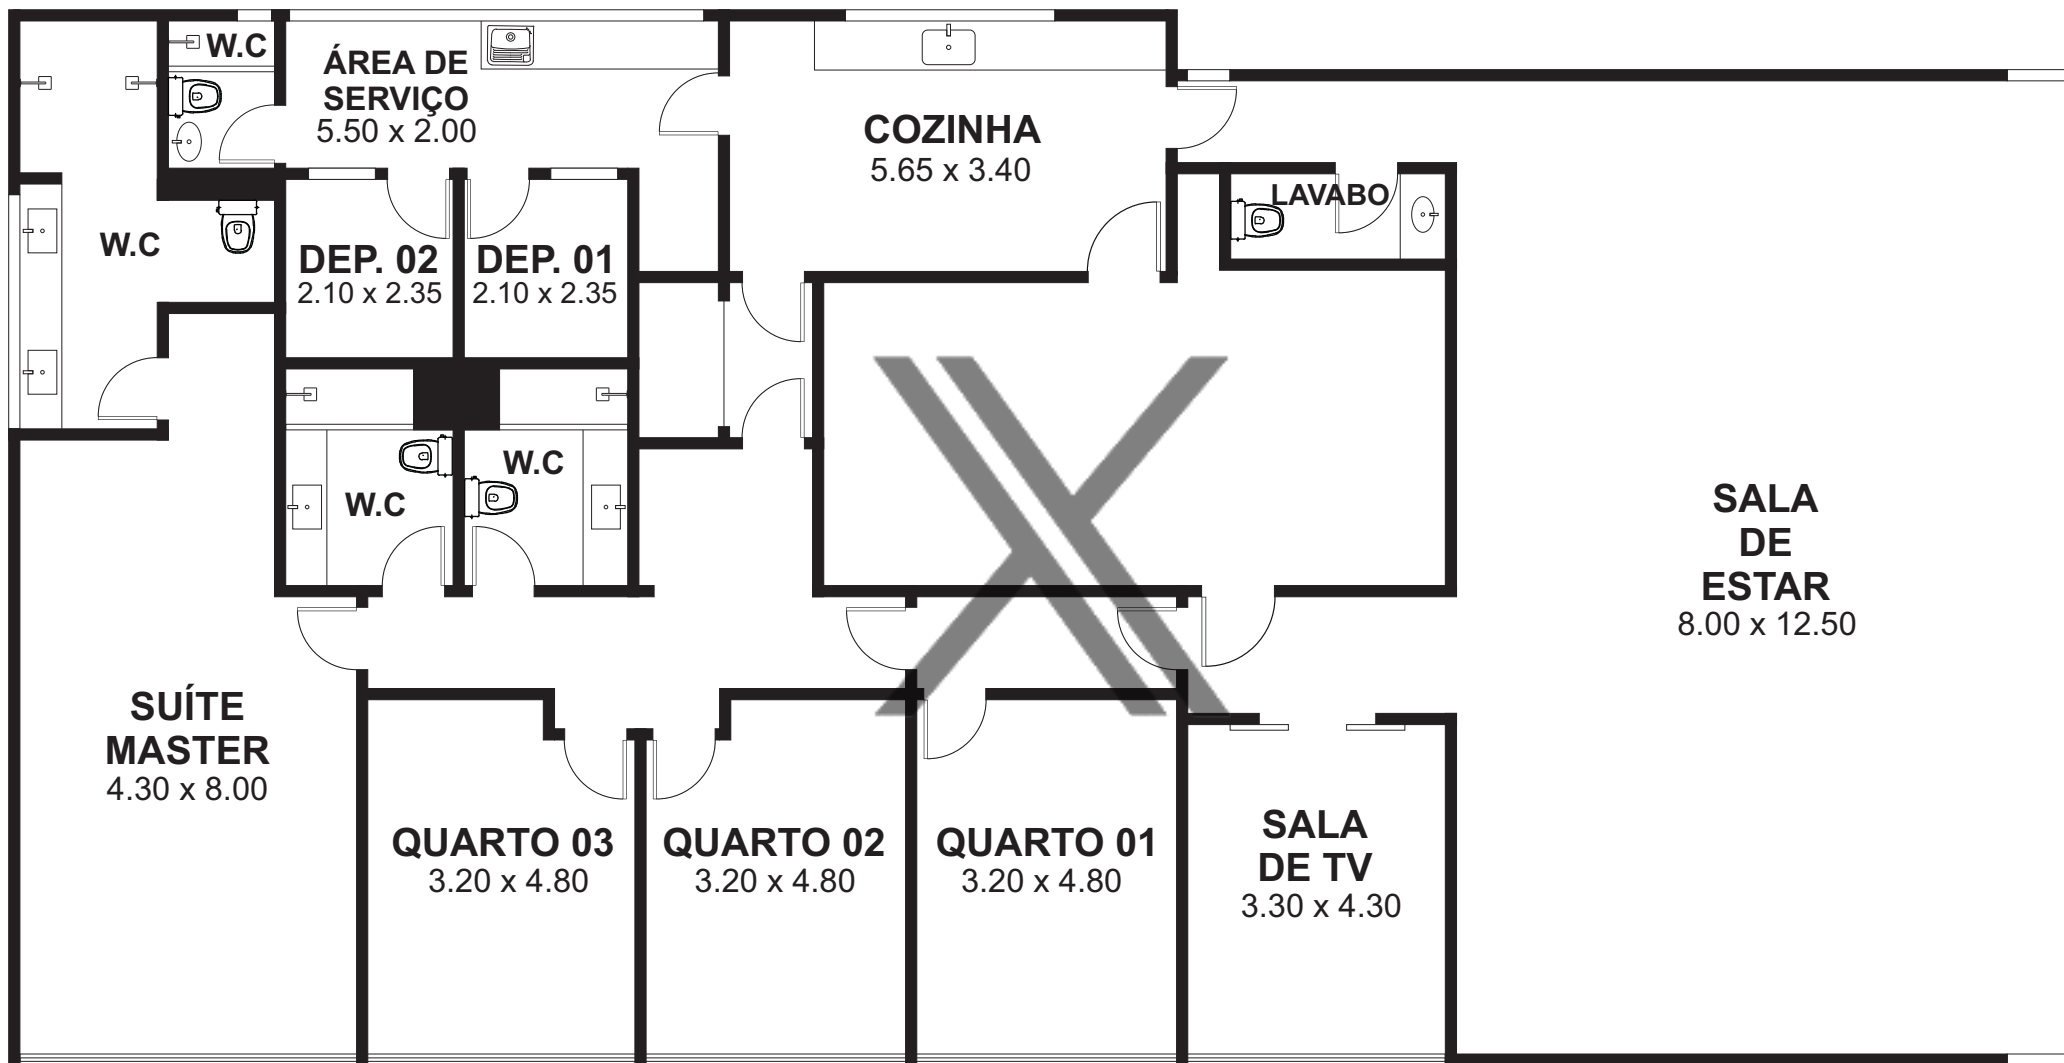 W.C
ÁREA DE
SERVIÇO
5.50 x 2.00
COZINHA
5.65 x 3.40
LAVABO
W.C
DEP. 02
2.10 x 2.35
DEP. 01
2.10 x 2.35
W.C
W.C
SALA
DE
ESTAR
8.00 x 12.50
SUÍTE
MASTER
4.30 x 8.00
QUARTO 03
3.20 x 4.80
QUARTO 02
3.20 x 4.80
QUARTO 01
3.20 x 4.80
SALA
DE TV
3.30 x 4.30